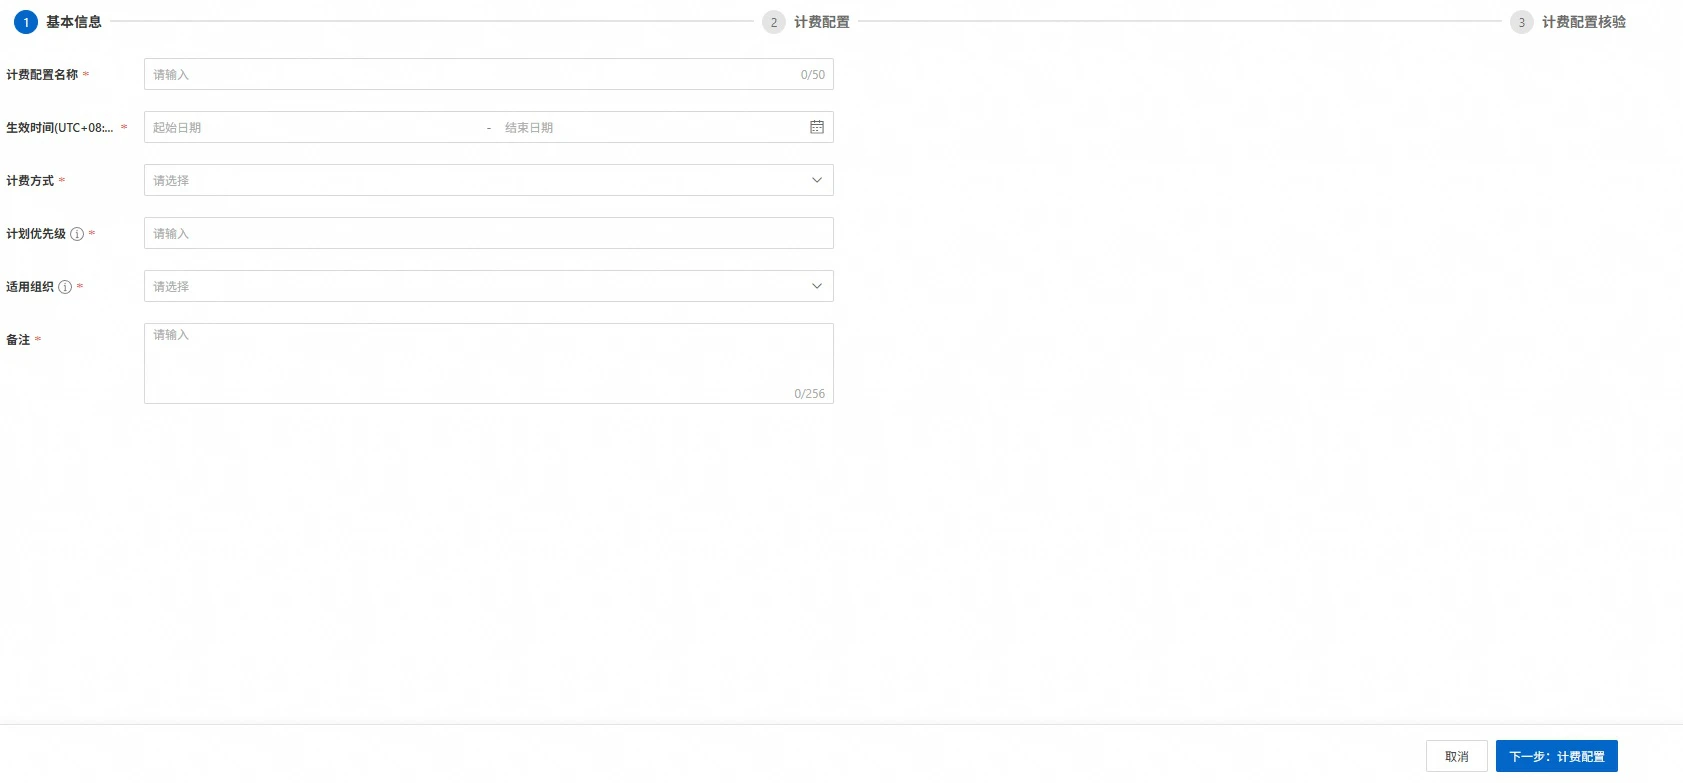 1 基本信息 2 计费配置 3 计费配置核验
计费配置名称 * 请输入 0/50
生效时间(UTC+08:... * 起始日期 - 结束日期
计费方式 * 请选择
计划优先级 * 请输入
适用组织 * 请选择
备注 * 请输入
0/256
取消 下一步：计费配置